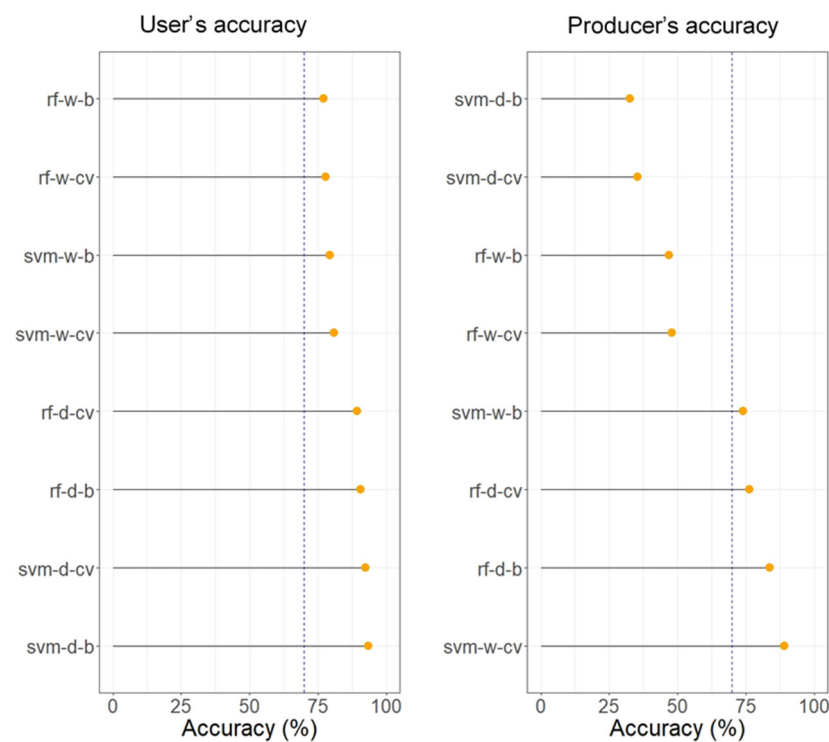 User's accuracy
rf-w-b
rf-w-cv
svm-w-b
svm-w-cv
rf-d-cv
rf-d-b
svm-d-cv
svm-d-b
0 25 50 75 100
Accuracy (%)
Producer's accuracy
svm-d-b
svm-d-cv
rf-w-b
rf-w-cv
svm-w-b
rf-d-cv
rf-d-b
svm-w-cv
0 25 50 75 100
Accuracy (%)